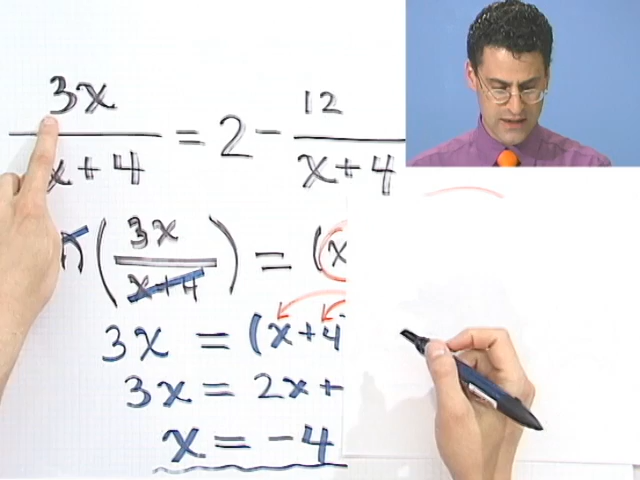 3x / x+4 = 2 - 12 / x+4
) ( 3x / x+4 ) = (x
3x = (x+4
3x = 2x +
x = -4